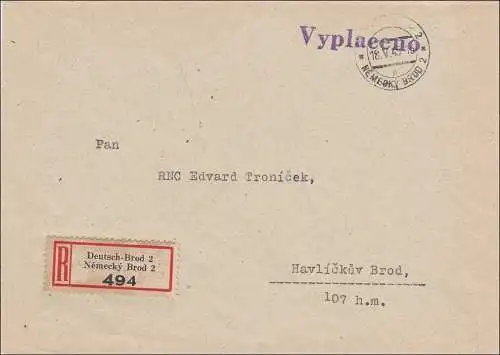 Vyplaceno.
NĚMECKÝ BROD 2
Pan
RNC Edvard Troníček,
R
Deutsch-Brod 2
Německý Brod 2
494
Havlíčkův Brod,
107 h.m.